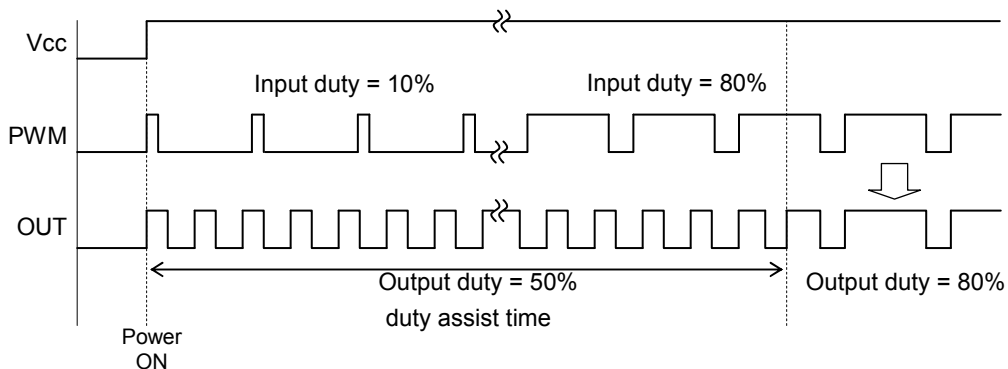 Vcc
Input duty = 10%
Input duty = 80%
PWM
OUT
Output duty = 50%
Output duty = 80%
duty assist time
Power
ON